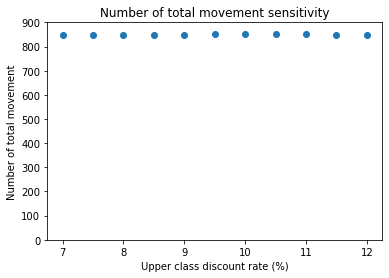 Number of total movement sensitivity
Number of total movement
900
800
700
600
500
400
300
200
100
0
7 8 9 10 11 12
Upper class discount rate (%)